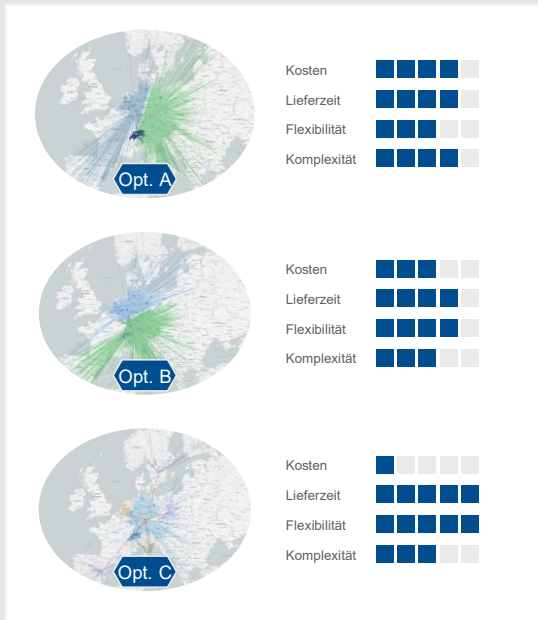 Kosten
Lieferzeit
Flexibilität
Komplexität
Opt. A
Kosten
Lieferzeit
Flexibilität
Komplexität
Opt. B
Kosten
Lieferzeit
Flexibilität
Komplexität
Opt. C